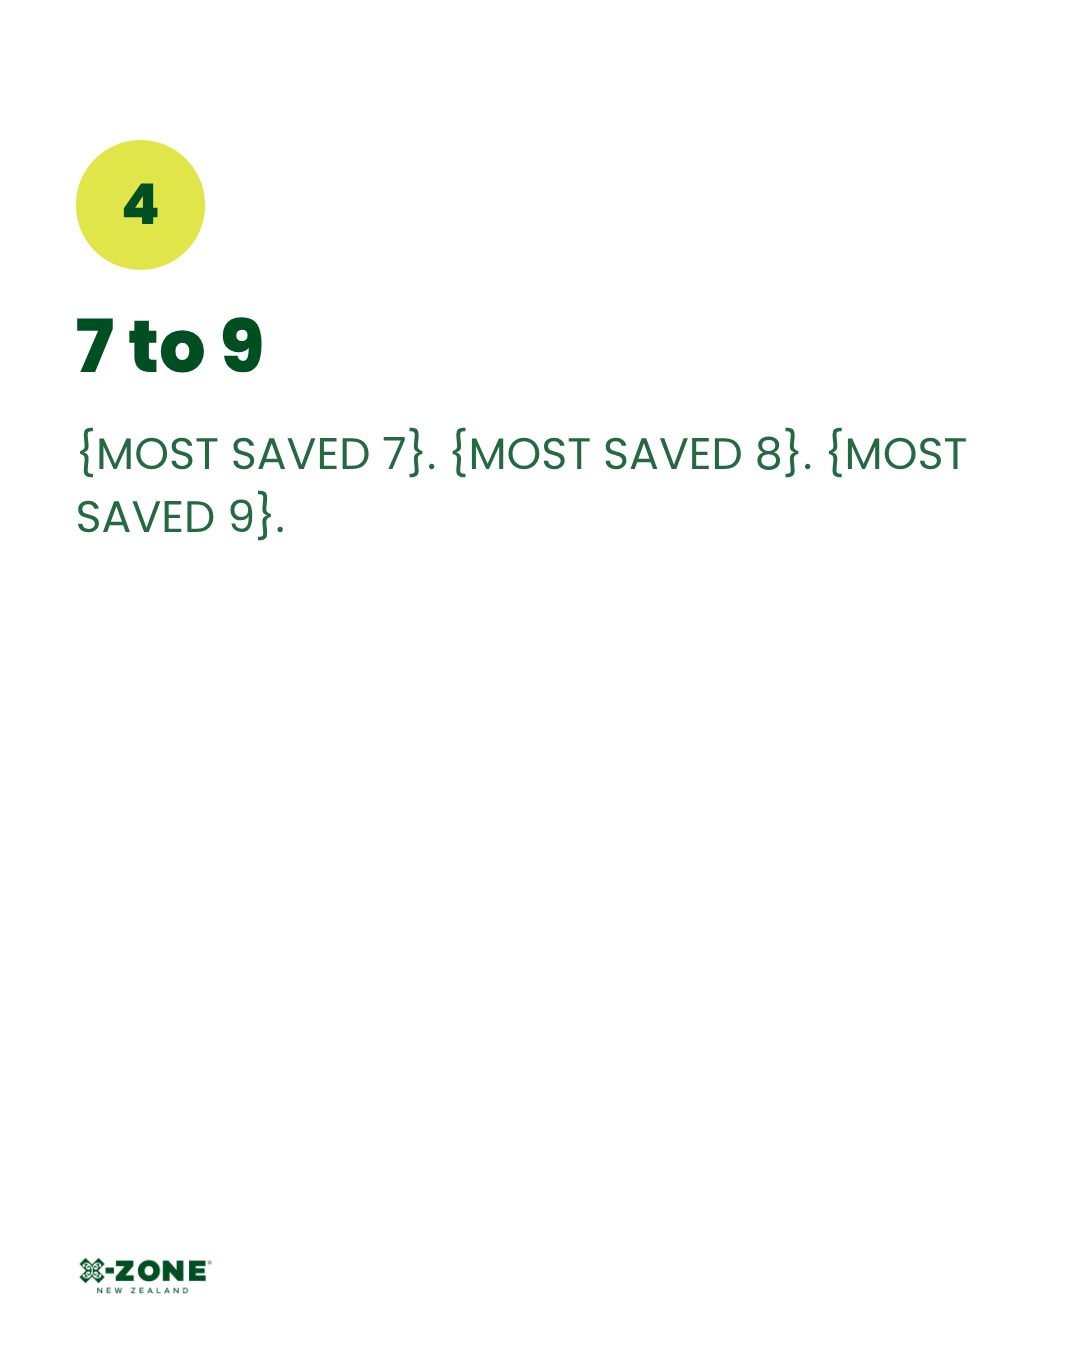 4
7 to 9
{MOST SAVED 7}. {MOST SAVED 8}. {MOST
SAVED 9}.
X-ZONE®
NEW ZEALAND